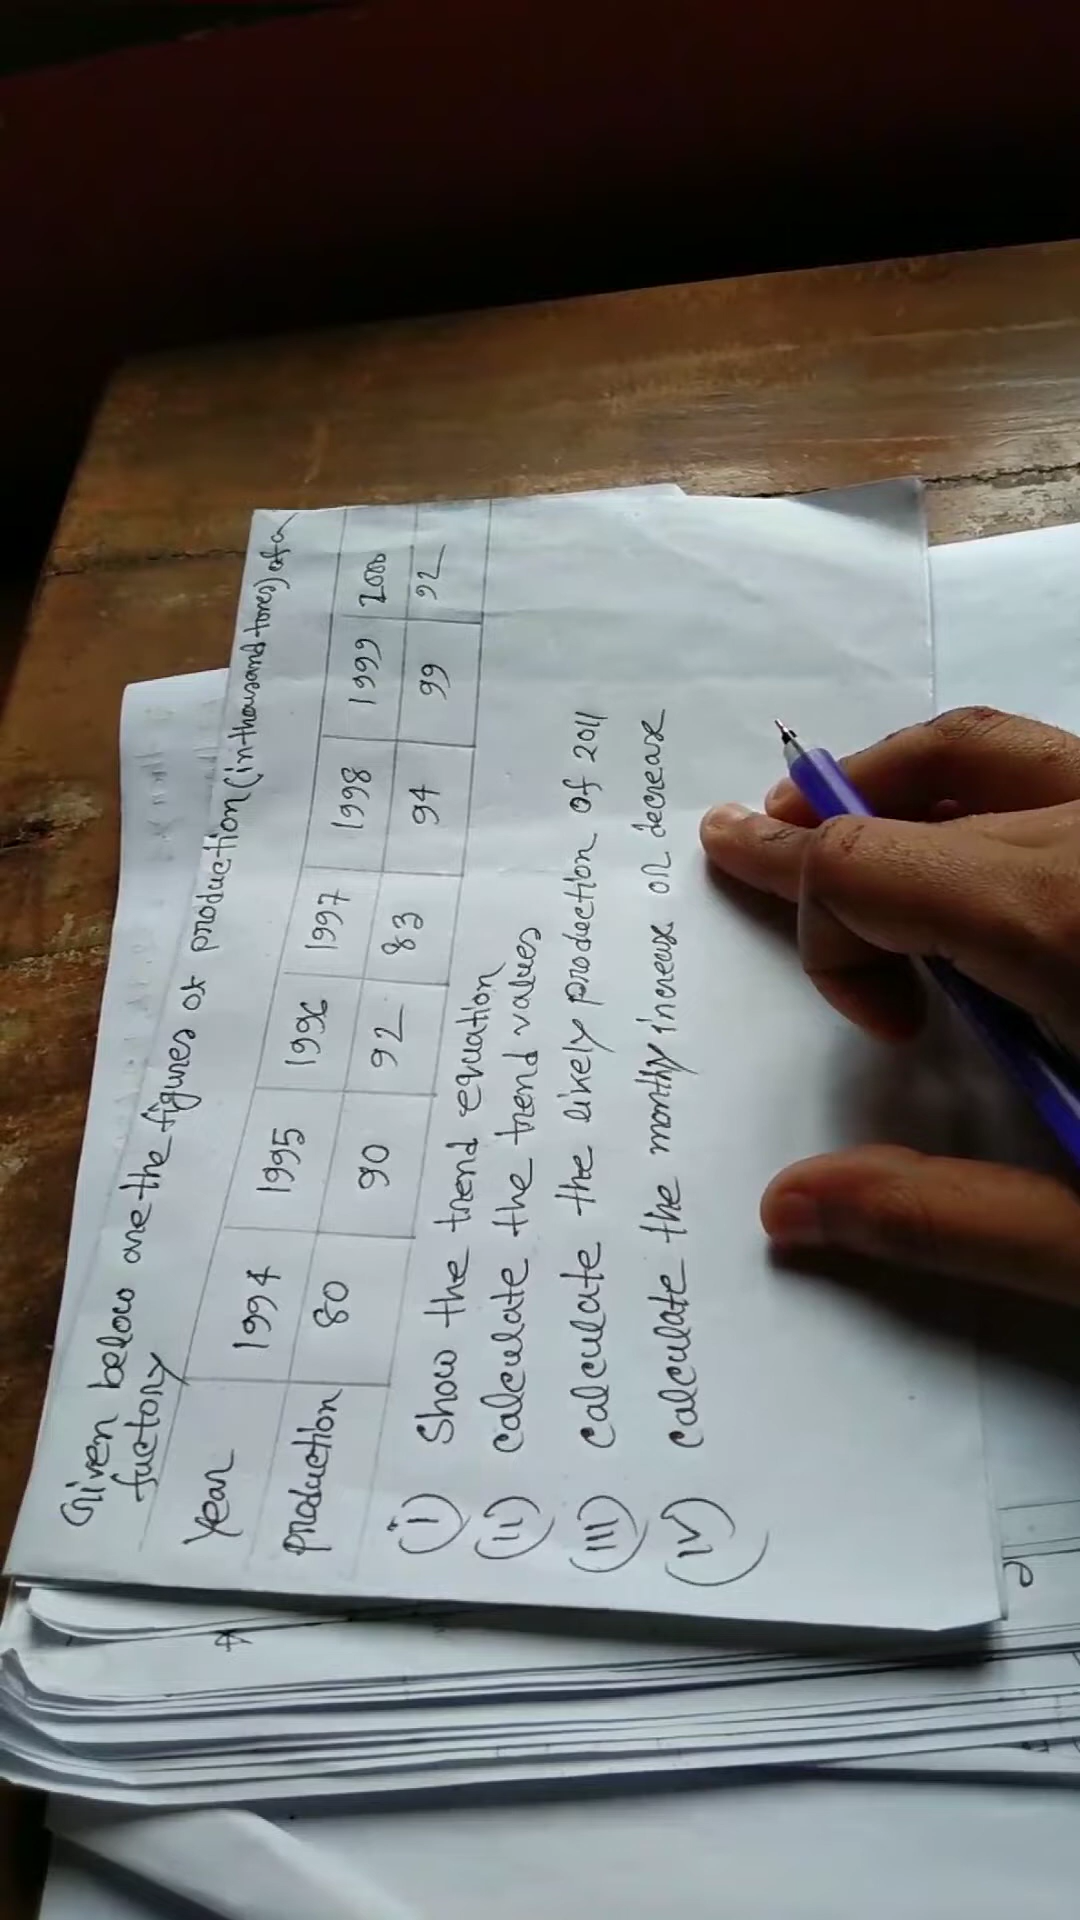 Given below are the figures of production (in thousand tones) of a
fuctory
Year 1994 1995 1996 1997 1998 1999 2000
production 80 90 92 83 94 99 92
(i) Show the trend equation
(ii) calculate the trend values
(iii) calculate the likely prodection of 2011
(iv) calculate the monthly increase or decrease